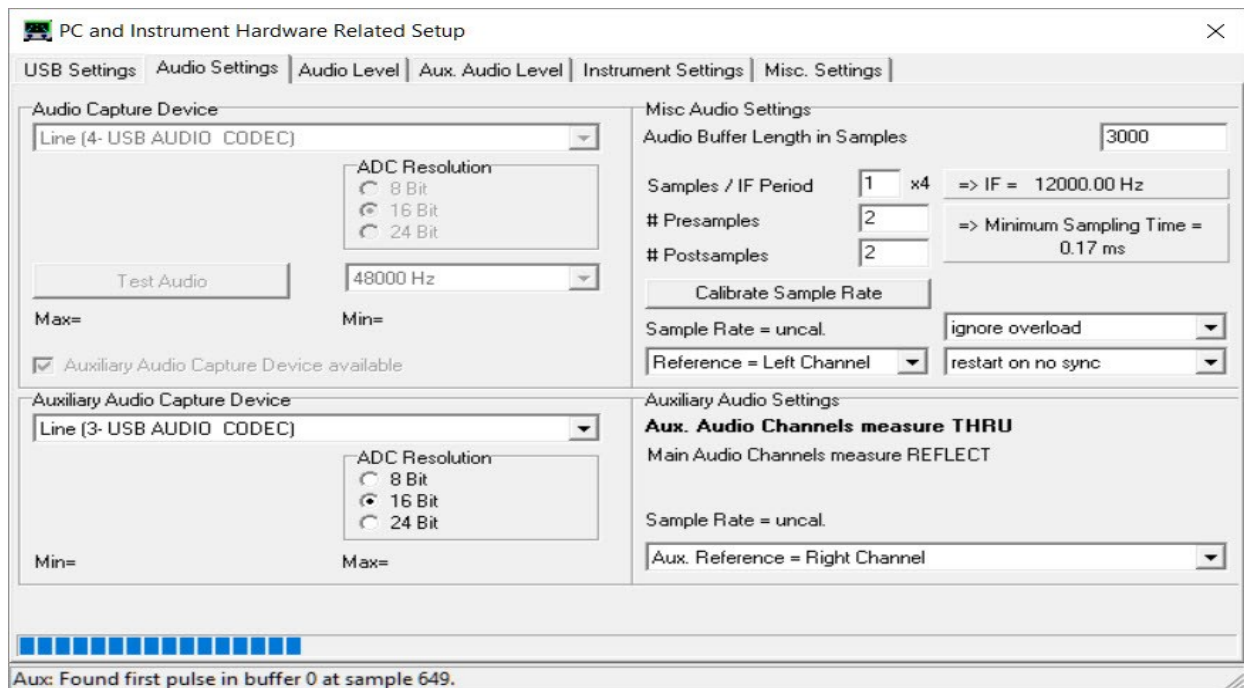 PC and Instrument Hardware Related Setup
USB Settings Audio Settings Audio Level Aux. Audio Level Instrument Settings Misc. Settings
Audio Capture Device
Line (4- USB AUDIO CODEC)
ADC Resolution
8 Bit
16 Bit
24 Bit
Test Audio
48000 Hz
Max=
Min=
Auxiliary Audio Capture Device available
Misc Audio Settings
Audio Buffer Length in Samples
3000
Samples / IF Period 1 x4 => IF = 12000.00 Hz
# Presamples 2
# Postsamples 2
=> Minimum Sampling Time =
0.17 ms
Calibrate Sample Rate
Sample Rate = uncal.
ignore overload
Reference = Left Channel
restart on no sync
Auxiliary Audio Capture Device
Line (3- USB AUDIO CODEC)
ADC Resolution
8 Bit
16 Bit
24 Bit
Min=
Max=
Auxiliary Audio Settings
Aux. Audio Channels measure THRU
Main Audio Channels measure REFLECT
Sample Rate = uncal.
Aux. Reference = Right Channel
Aux: Found first pulse in buffer 0 at sample 649.